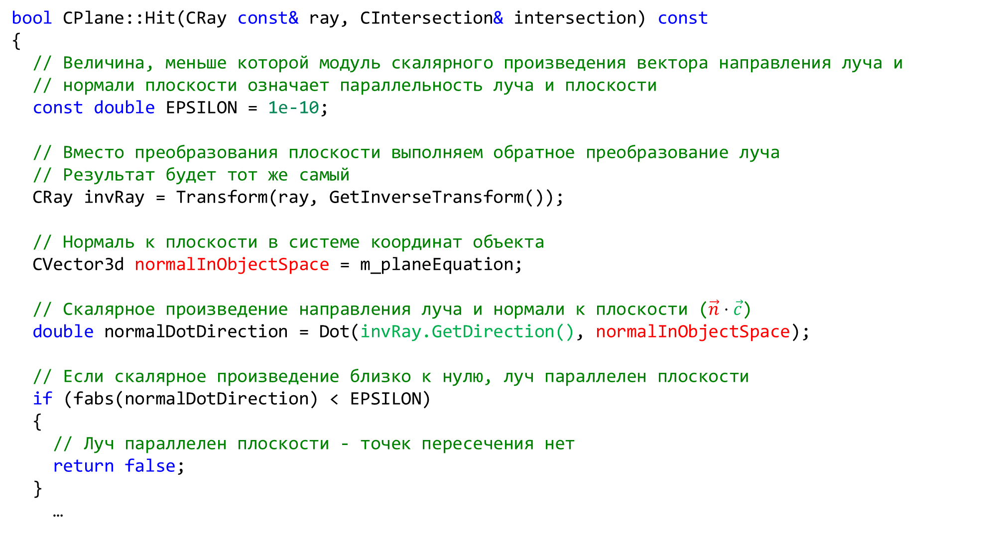 bool CPlane::Hit(CRay const& ray, CIntersection& intersection) const
{
// Величина, меньше которой модуль скалярного произведения вектора направления луча и
// нормали плоскости означает параллельность луча и плоскости
const double EPSILON = 1e-10;
// Вместо преобразования плоскости выполняем обратное преобразование луча
// Результат будет тот же самый
CRay invRay = Transform(ray, GetInverseTransform());
// Нормаль к плоскости в системе координат объекта
CVector3d normalInObjectSpace = m_planeEquation;
// Скалярное произведение направления луча и нормали к плоскости (n⃗ · c⃗)
double normalDotDirection = Dot(invRay.GetDirection(), normalInObjectSpace);
// Если скалярное произведение близко к нулю, луч параллелен плоскости
if (fabs(normalDotDirection) < EPSILON)
{
// Луч параллелен плоскости - точек пересечения нет
return false;
}
…